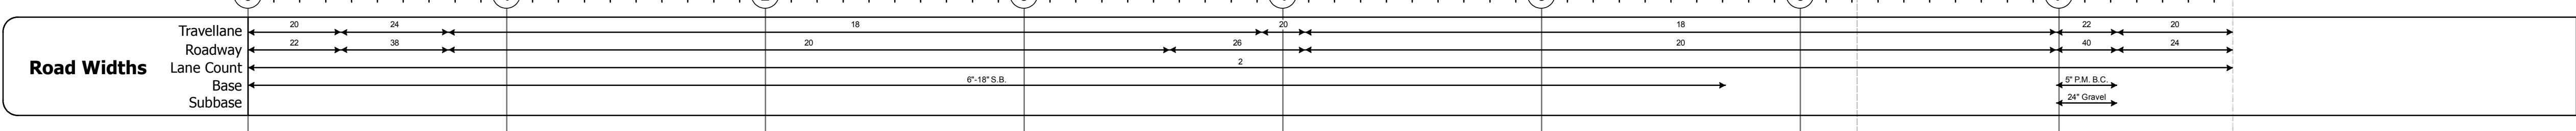 20 24 18 20 18 22 20
Travellane
22 38 20 26 20 40 24
Roadway
Road Widths
2
Lane Count
6"-18" S.B. 5" P.M. B.C.
Base
24" Gravel
Subbase